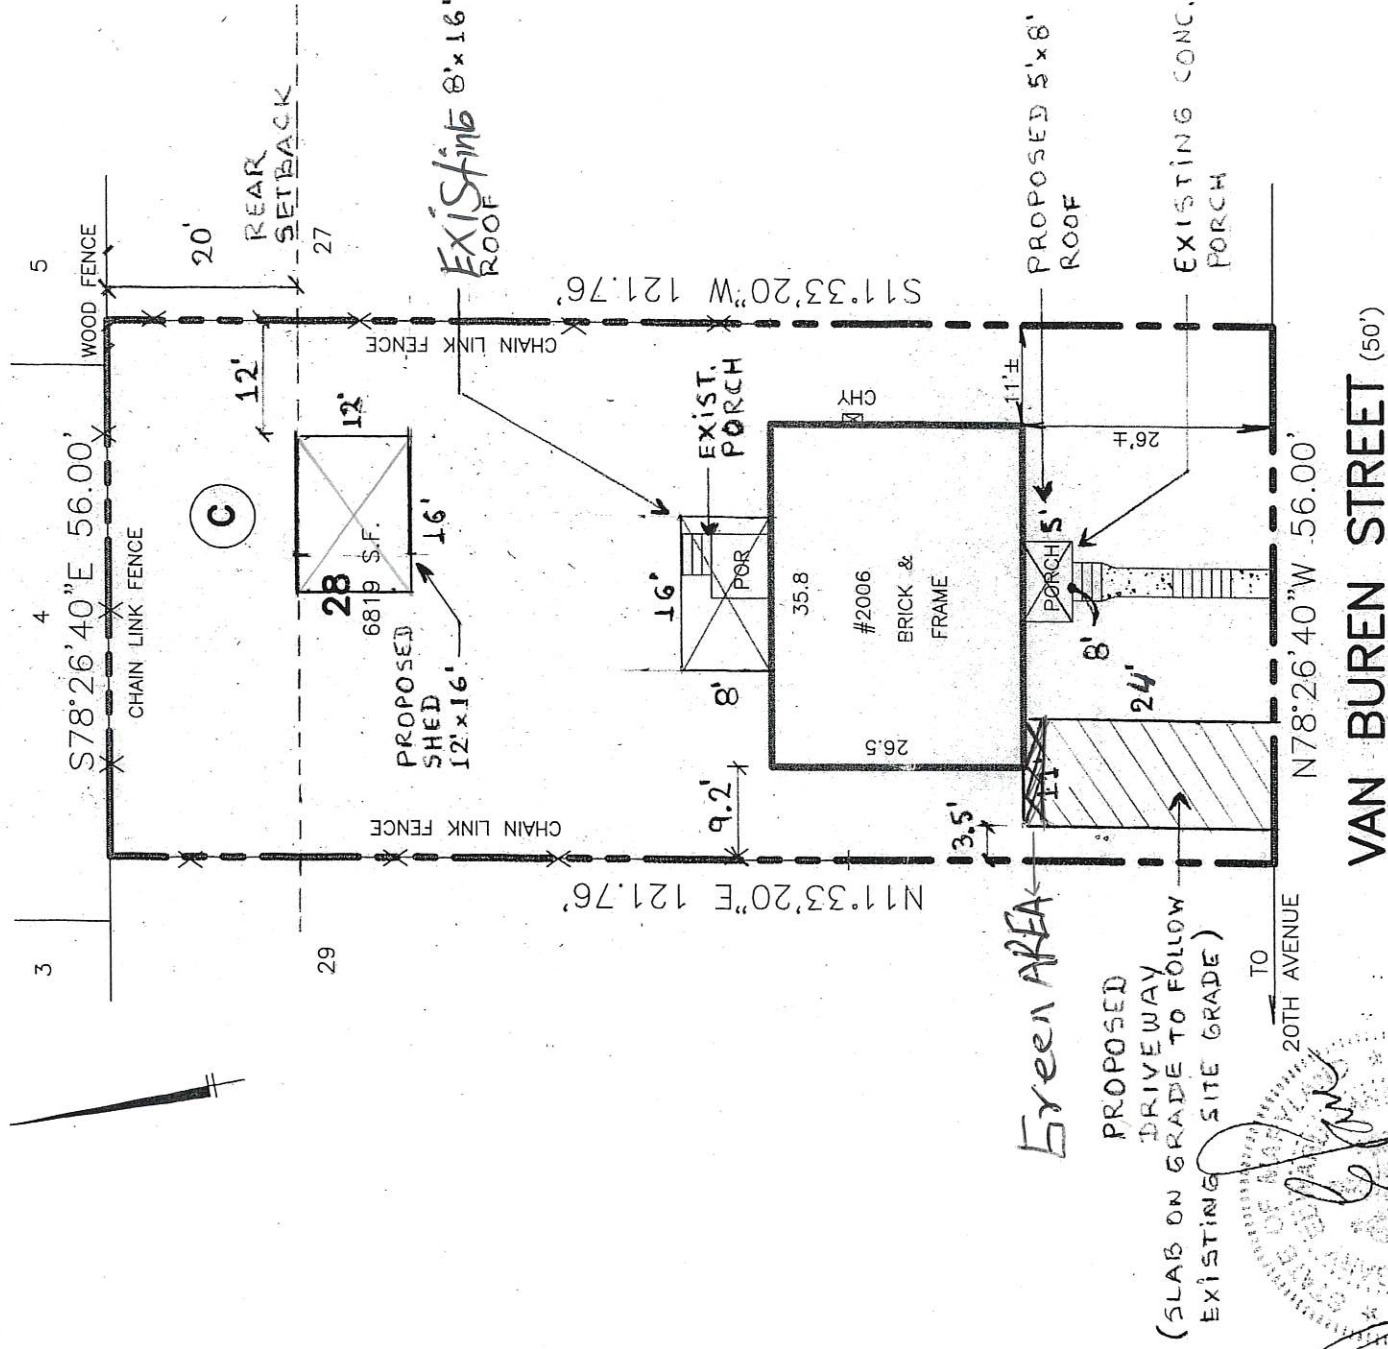 5
4
3
WOOD FENCE
20'
REAR
SETBACK
27
S78°26'40"E 56.00'
CHAIN LINK FENCE
12'
CHAIN LINK FENCE
12'
C
28
6819 S.F.
16'
PROPOSED
SHED
12'x16'
29
Existing 8'x16'
ROOF
S11°33'20"W 121.76'
EXIST.
PORCH
16'
POR
8'
CHAIN LINK FENCE
N11°33'20"E 121.76'
9.2'
35.8
#2006
BRICK &
FRAME
26.5
CHY
11'±
26'±
PROPOSED 5'x8'
ROOF
5'
PORCH
8'
EXISTING CONC.
PORCH
24'
11
3.5'
Green AREA
PROPOSED
DRIVEWAY
(SLAB ON GRADE TO FOLLOW
EXISTING SITE GRADE)
N78°26'40"W 56.00'
TO
20TH AVENUE
VAN BUREN STREET (50')
STATE OF MARYLAND